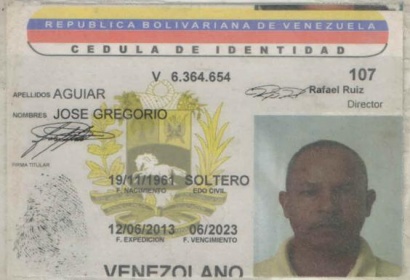 REPUBLICA BOLIVARIANA DE VENEZUELA
CEDULA DE IDENTIDAD
V 6.364.654
107
APELLIDOS AGUIAR
Rafael Ruiz
Director
NOMBRES JOSE GREGORIO
FIRMA TITULAR
19/11/1961 SOLTERO
F. NACIMIENTO EDO CIVIL
12/06/2013 06/2023
F. EXPEDICION F. VENCIMIENTO
VENEZOLANO